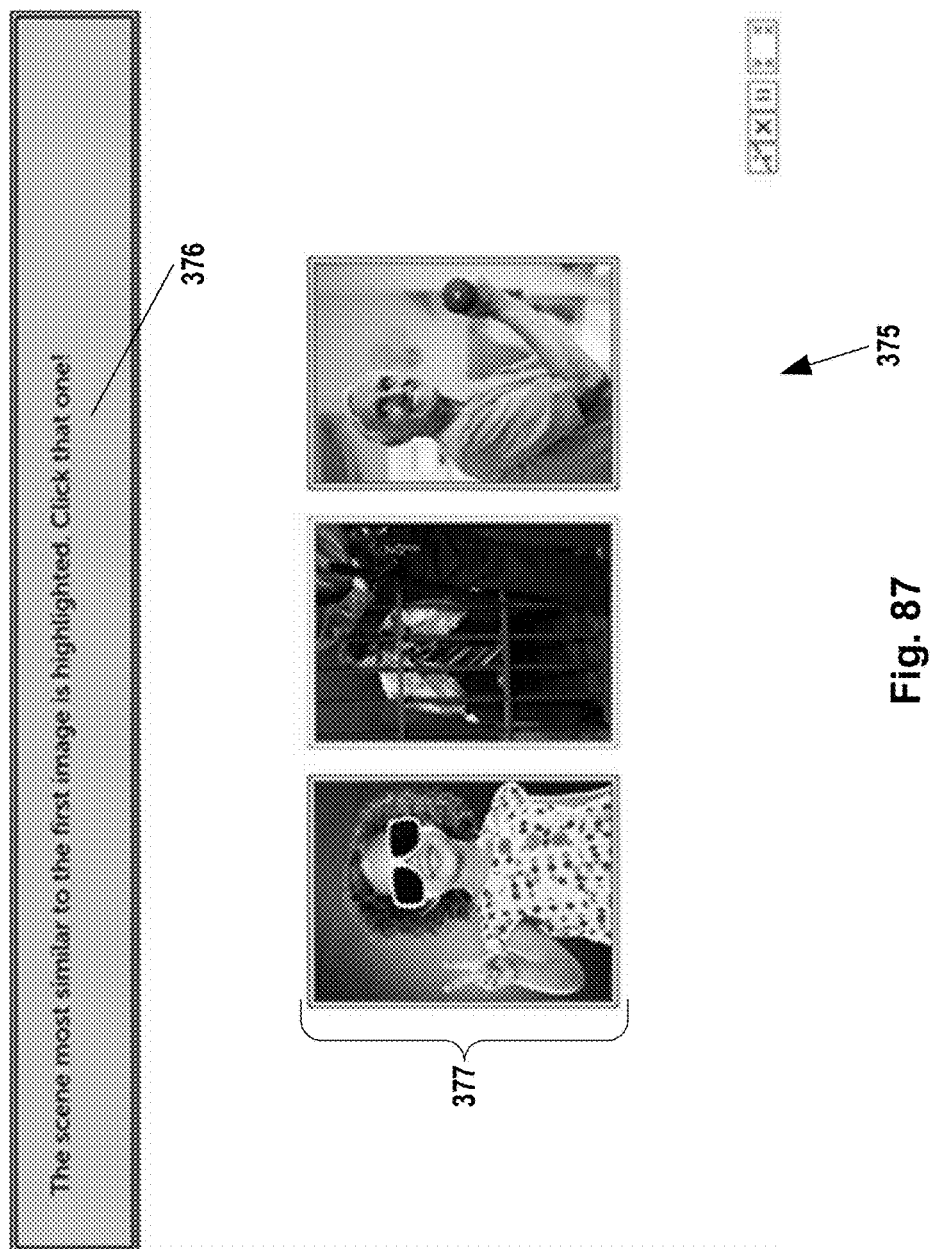 The scene most similar to the first image is highlighted. Click that one!
376
377
375
Fig. 87